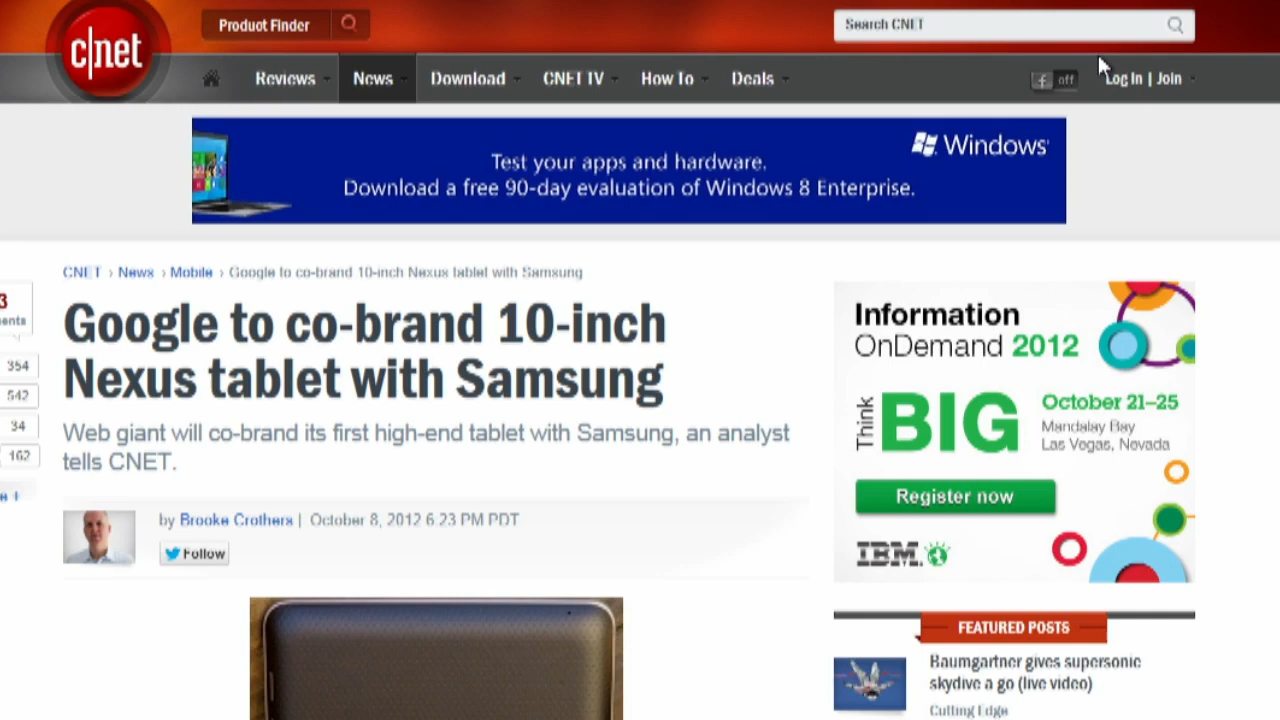 Product Finder
Search CNET
c|net
Reviews
News
Download
CNET TV
How To
Deals
f off
Log In | Join
Windows
Test your apps and hardware.
Download a free 90-day evaluation of Windows 8 Enterprise.
CNET › News › Mobile › Google to co-brand 10-inch Nexus tablet with Samsung
Google to co-brand 10-inch
Nexus tablet with Samsung
Web giant will co-brand its first high-end tablet with Samsung, an analyst
tells CNET.
by Brooke Crothers | October 8, 2012 6:23 PM PDT
Follow
3
ents
354
542
34
162
Information
OnDemand 2012
Think
BIG
October 21–25
Mandalay Bay
Las Vegas, Nevada
Register now
IBM.
FEATURED POSTS
Baumgartner gives supersonic
skydive a go (live video)
Cutting Edge